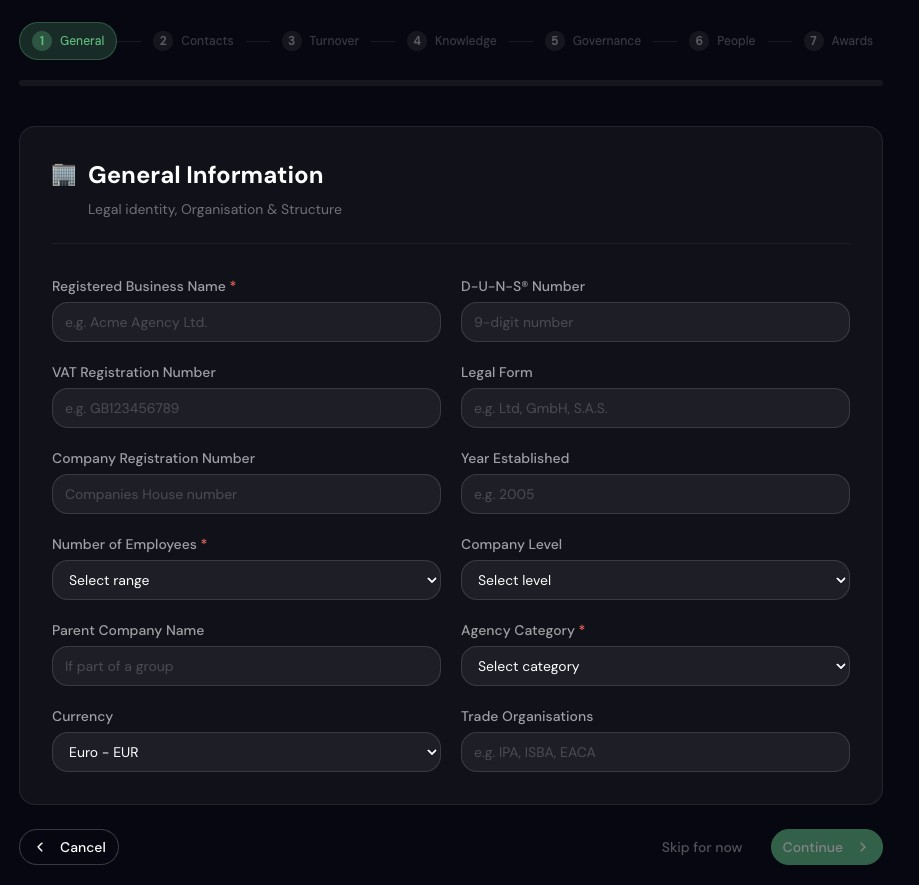 1 General 2 Contacts 3 Turnover 4 Knowledge 5 Governance 6 People 7 Awards
General Information
Legal identity, Organisation & Structure
Registered Business Name * D-U-N-S® Number
e.g. Acme Agency Ltd. 9-digit number
VAT Registration Number Legal Form
e.g. GB123456789 e.g. Ltd, GmbH, S.A.S.
Company Registration Number Year Established
Companies House number e.g. 2005
Number of Employees * Company Level
Select range Select level
Parent Company Name Agency Category *
If part of a group Select category
Currency Trade Organisations
Euro - EUR e.g. IPA, ISBA, EACA
Cancel Skip for now Continue